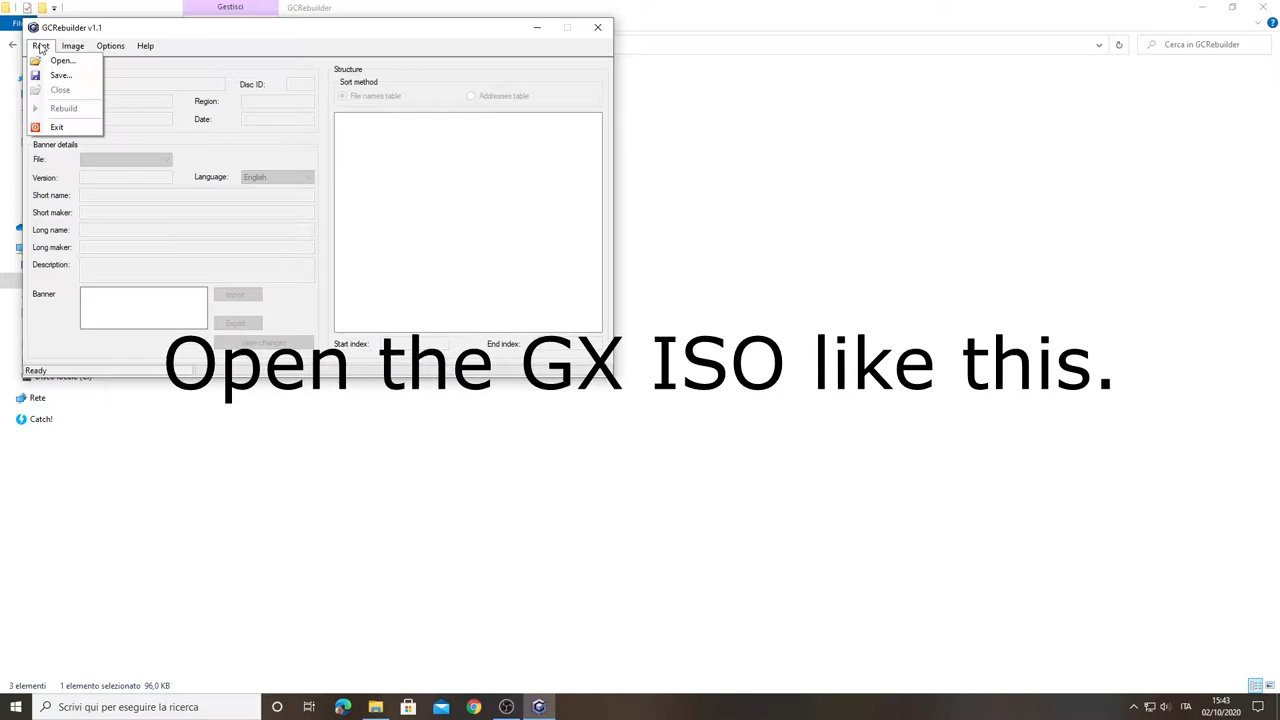 Gestisci
GCRebuilder
GCRebuilder v1.1
Cerca in GCRebuilder
Image
Options
Help
Open...
Save...
Close
Rebuild
Exit
Disc ID:
Region:
Date:
Structure
Sort method
File names table
Addresses table
Banner details
File:
Version:
Language:
English
Short name:
Short maker:
Long name:
Long maker:
Description:
Banner
Import
Export
Save changes
Start index:
End index:
Ready
Open the GX ISO like this.
Rete
Catch!
3 elementi
1 elemento selezionato 96,0 KB
Scrivi qui per eseguire la ricerca
ITA
15:43
02/10/2020